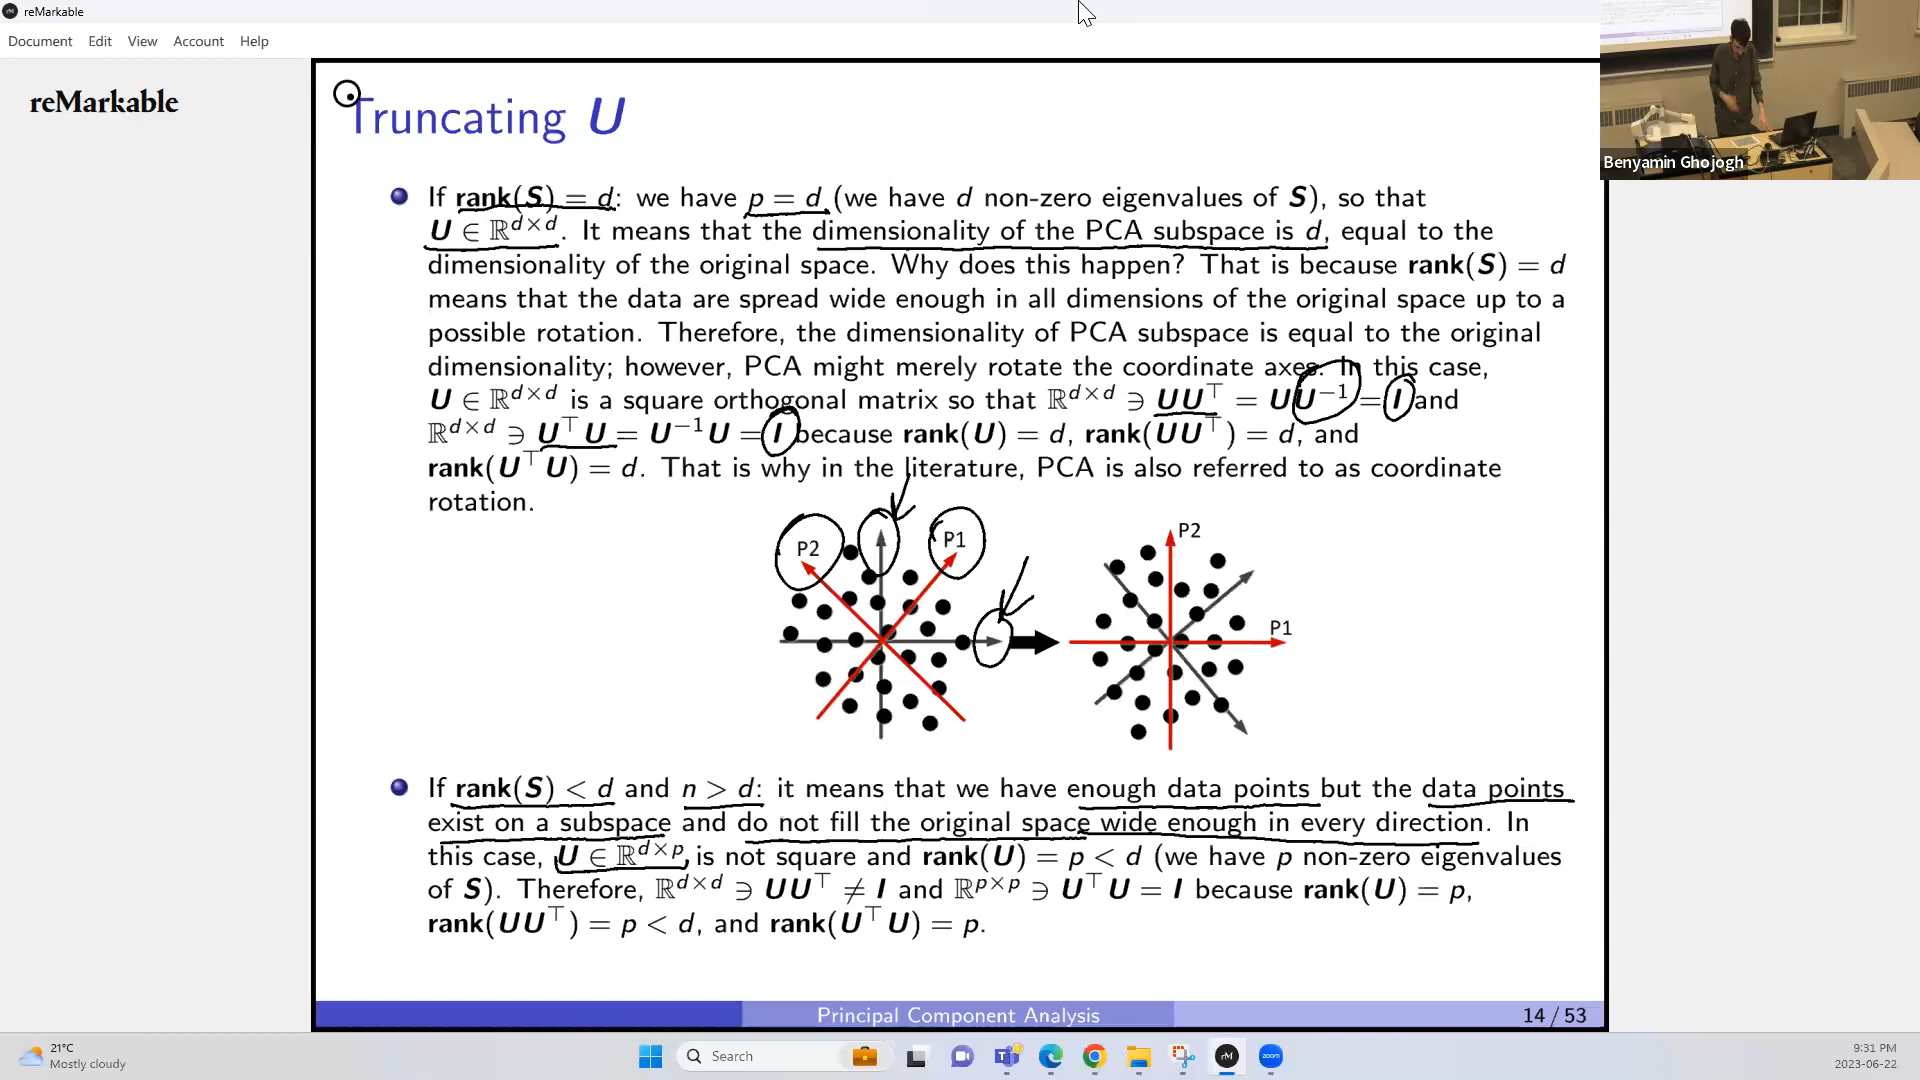 reMarkable
Document Edit View Account Help
reMarkable
Truncating U
If rank(S) = d: we have p = d (we have d non-zero eigenvalues of S), so that
U ∈ ℝ^{d×d}. It means that the dimensionality of the PCA subspace is d, equal to the
dimensionality of the original space. Why does this happen? That is because rank(S) = d
means that the data are spread wide enough in all dimensions of the original space up to a
possible rotation. Therefore, the dimensionality of PCA subspace is equal to the original
dimensionality; however, PCA might merely rotate the coordinate axes. In this case,
U ∈ ℝ^{d×d} is a square orthogonal matrix so that ℝ^{d×d} ∋ UU^⊤ = UU^{−1} = I and
ℝ^{d×d} ∋ U^⊤U = U^{−1}U = I because rank(U) = d, rank(UU^⊤) = d, and
rank(U^⊤U) = d. That is why in the literature, PCA is also referred to as coordinate
rotation.
P2 P1
P2
P1
If rank(S) < d and n > d: it means that we have enough data points but the data points
exist on a subspace and do not fill the original space wide enough in every direction. In
this case, U ∈ ℝ^{d×p} is not square and rank(U) = p < d (we have p non-zero eigenvalues
of S). Therefore, ℝ^{d×d} ∋ UU^⊤ ≠ I and ℝ^{p×p} ∋ U^⊤U = I because rank(U) = p,
rank(UU^⊤) = p < d, and rank(U^⊤U) = p.
Principal Component Analysis 14 / 53
Benyamin Ghojogh
21°C
Mostly cloudy
Search
rM
zoom
9:31 PM
2023-06-22